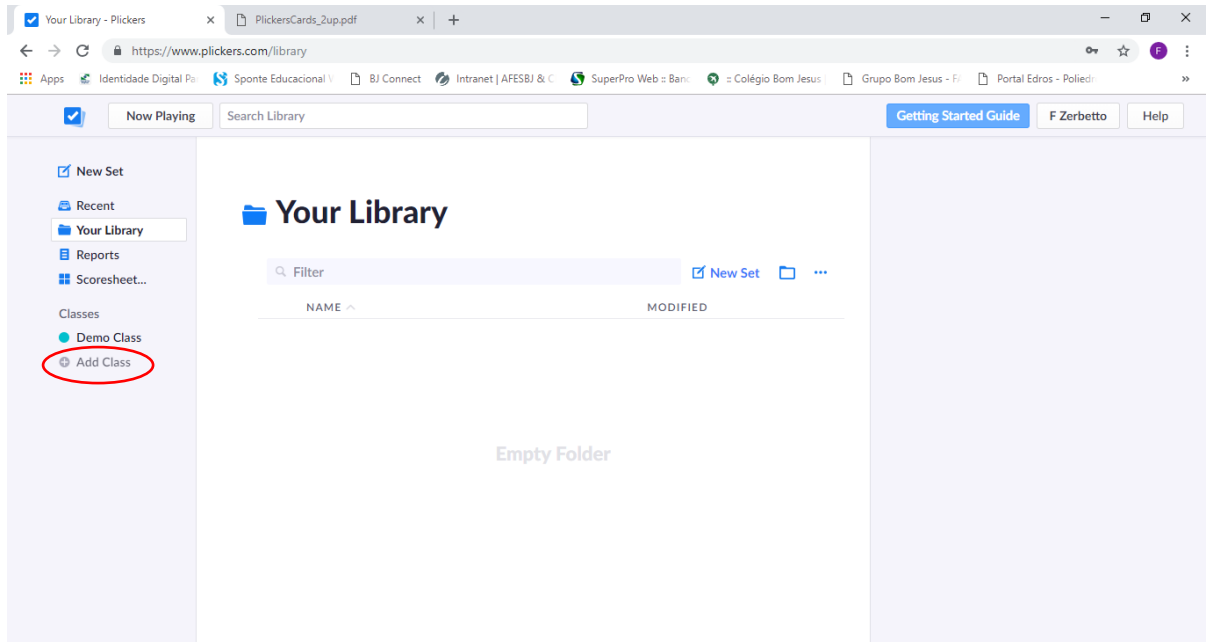 Your Library - Plickers
PlickersCards_2up.pdf
https://www.plickers.com/library
F
Apps Identidade Digital Pa Sponte Educacional BJ Connect Intranet | AFESBJ & C SuperPro Web :: Banc :: Colégio Bom Jesus Grupo Bom Jesus - Portal Edros - Poliedr »
Now Playing Search Library Getting Started Guide F Zerbetto Help
New Set
Recent
Your Library
Reports
Scoresheet...
Classes
Demo Class
Add Class
Your Library
Filter New Set
NAME MODIFIED
Empty Folder